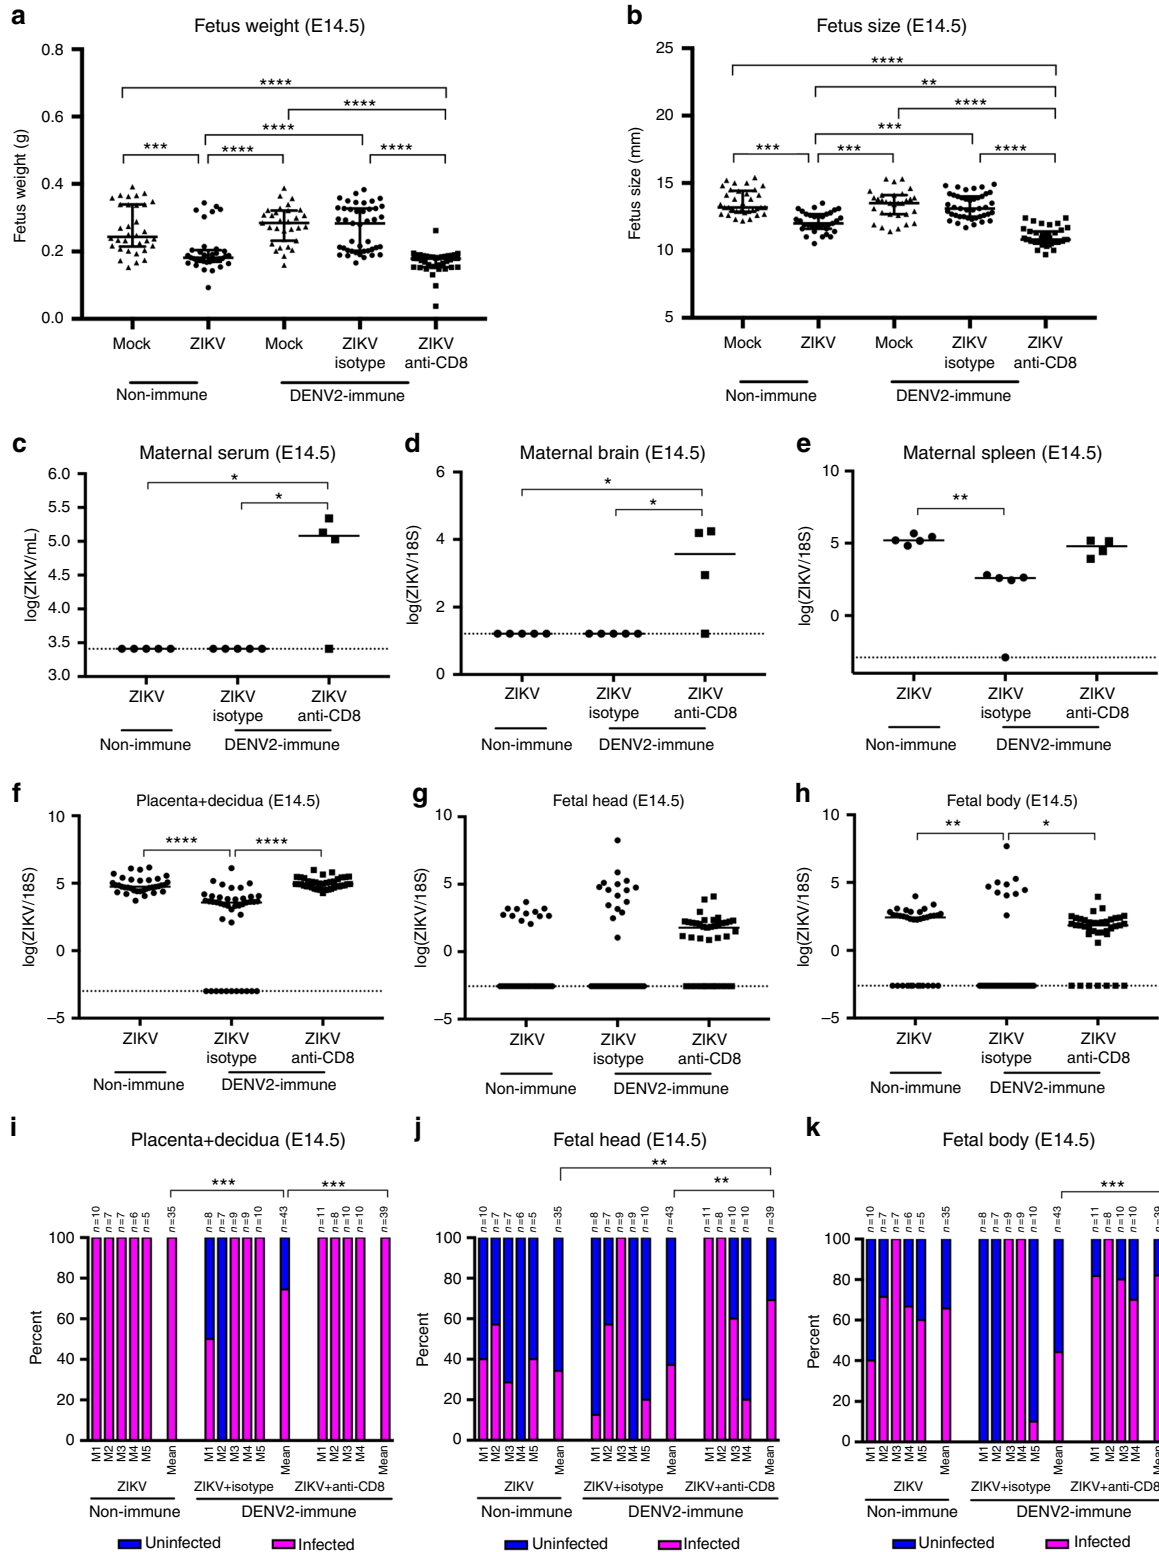 a
Fetus weight (E14.5)
Fetus weight (g)
0.8
0.6
0.4
0.2
0.0
****
****
****
*** **** ****
Mock ZIKV Mock ZIKV ZIKV
isotype anti-CD8
Non-immune DENV2-immune
b
Fetus size (E14.5)
Fetus size (mm)
25
20
15
10
5
****
**
****
***
*** *** ****
Mock ZIKV Mock ZIKV ZIKV
isotype anti-CD8
Non-immune DENV2-immune
c
Maternal serum (E14.5)
log(ZIKV/mL)
6.0
5.5
5.0
4.5
4.0
3.5
3.0
*
*
ZIKV ZIKV ZIKV
isotype anti-CD8
Non-immune DENV2-immune
d
Maternal brain (E14.5)
log(ZIKV/18S)
6
4
2
0
*
*
ZIKV ZIKV ZIKV
isotype anti-CD8
Non-immune DENV2-immune
e
Maternal spleen (E14.5)
log(ZIKV/18S)
10
5
0
**
ZIKV ZIKV ZIKV
isotype anti-CD8
Non-immune DENV2-immune
f
Placenta+decidua (E14.5)
log(ZIKV/18S)
10
5
0
–5
**** ****
ZIKV ZIKV ZIKV
isotype anti-CD8
Non-immune DENV2-immune
g
Fetal head (E14.5)
log(ZIKV/18S)
10
5
0
–5
ZIKV ZIKV ZIKV
isotype anti-CD8
Non-immune DENV2-immune
h
Fetal body (E14.5)
log(ZIKV/18S)
10
5
0
–5
** *
ZIKV ZIKV ZIKV
isotype anti-CD8
Non-immune DENV2-immune
i
Placenta+decidua (E14.5)
*** ***
n=10 n=7 n=7 n=6 n=5 n=35 n=8 n=7 n=9 n=9 n=10 n=43 n=11 n=8 n=10 n=10 n=39
Percent
100
80
60
40
20
0
M1 M2 M3 M4 M5 Mean M1 M2 M3 M4 M5 Mean M1 M2 M3 M4 Mean
ZIKV ZIKV+isotype ZIKV+anti-CD8
Non-immune DENV2-immune
Uninfected Infected
j
Fetal head (E14.5)
**
**
n=10 n=7 n=7 n=6 n=5 n=35 n=8 n=7 n=9 n=9 n=10 n=43 n=11 n=8 n=10 n=10 n=39
Percent
100
80
60
40
20
0
M1 M2 M3 M4 M5 Mean M1 M2 M3 M4 M5 Mean M1 M2 M3 M4 Mean
ZIKV ZIKV+isotype ZIKV+anti-CD8
Non-immune DENV2-immune
Uninfected Infected
k
Fetal body (E14.5)
***
n=10 n=7 n=7 n=6 n=5 n=35 n=8 n=7 n=9 n=9 n=10 n=43 n=11 n=8 n=10 n=10
Percent
100
80
60
40
20
0
M1 M2 M3 M4 M5 Mean M1 M2 M3 M4 M5 Mean M1 M2 M3 M4
ZIKV ZIKV+isotype ZIKV+anti-CD8
Non-immune DENV2-immune
Uninfected Infected